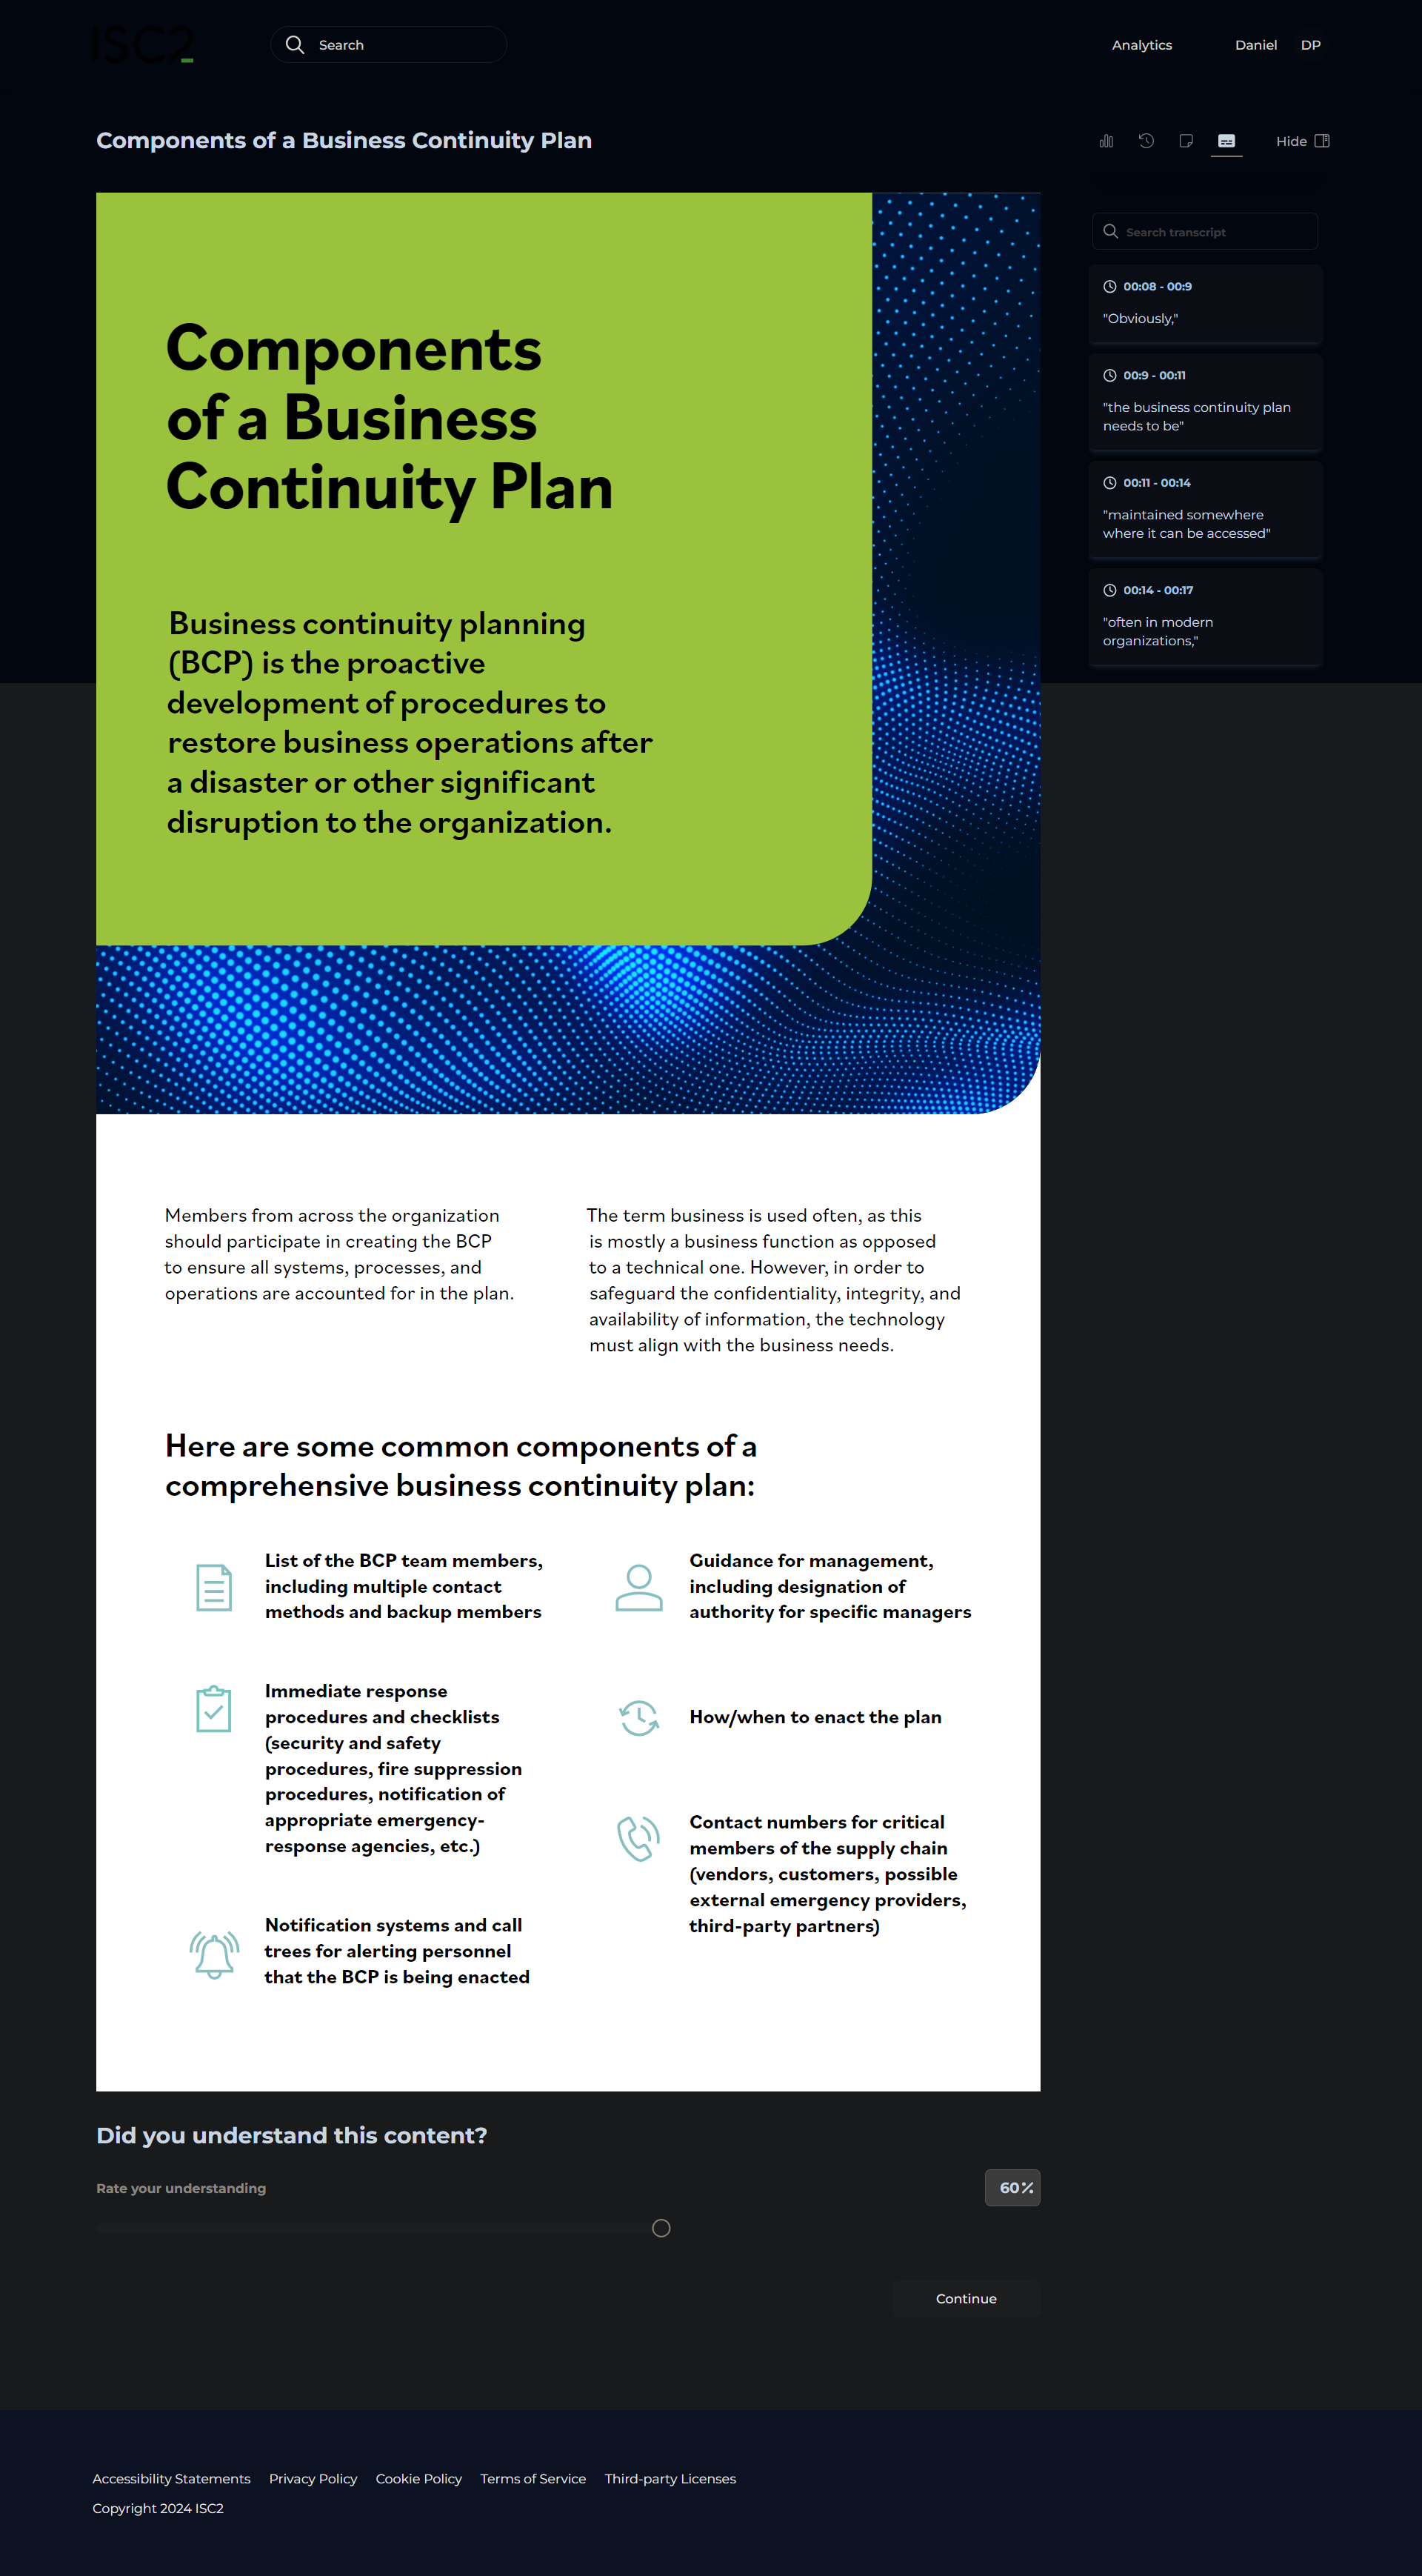 ISC2
Search
Analytics
Daniel
DP
Components of a Business Continuity Plan
Hide
Search transcript
00:08 - 00:9
"Obviously,"
00:9 - 00:11
"the business continuity plan
needs to be"
00:11 - 00:14
"maintained somewhere
where it can be accessed"
00:14 - 00:17
"often in modern
organizations,"
Components
of a Business
Continuity Plan
Business continuity planning
(BCP) is the proactive
development of procedures to
restore business operations after
a disaster or other significant
disruption to the organization.
Members from across the organization
should participate in creating the BCP
to ensure all systems, processes, and
operations are accounted for in the plan.
The term business is used often, as this
is mostly a business function as opposed
to a technical one. However, in order to
safeguard the confidentiality, integrity, and
availability of information, the technology
must align with the business needs.
Here are some common components of a
comprehensive business continuity plan:
List of the BCP team members,
including multiple contact
methods and backup members
Immediate response
procedures and checklists
(security and safety
procedures, fire suppression
procedures, notification of
appropriate emergency-
response agencies, etc.)
Notification systems and call
trees for alerting personnel
that the BCP is being enacted
Guidance for management,
including designation of
authority for specific managers
How/when to enact the plan
Contact numbers for critical
members of the supply chain
(vendors, customers, possible
external emergency providers,
third-party partners)
Did you understand this content?
Rate your understanding
60%
Continue
Accessibility Statements Privacy Policy Cookie Policy Terms of Service Third-party Licenses
Copyright 2024 ISC2